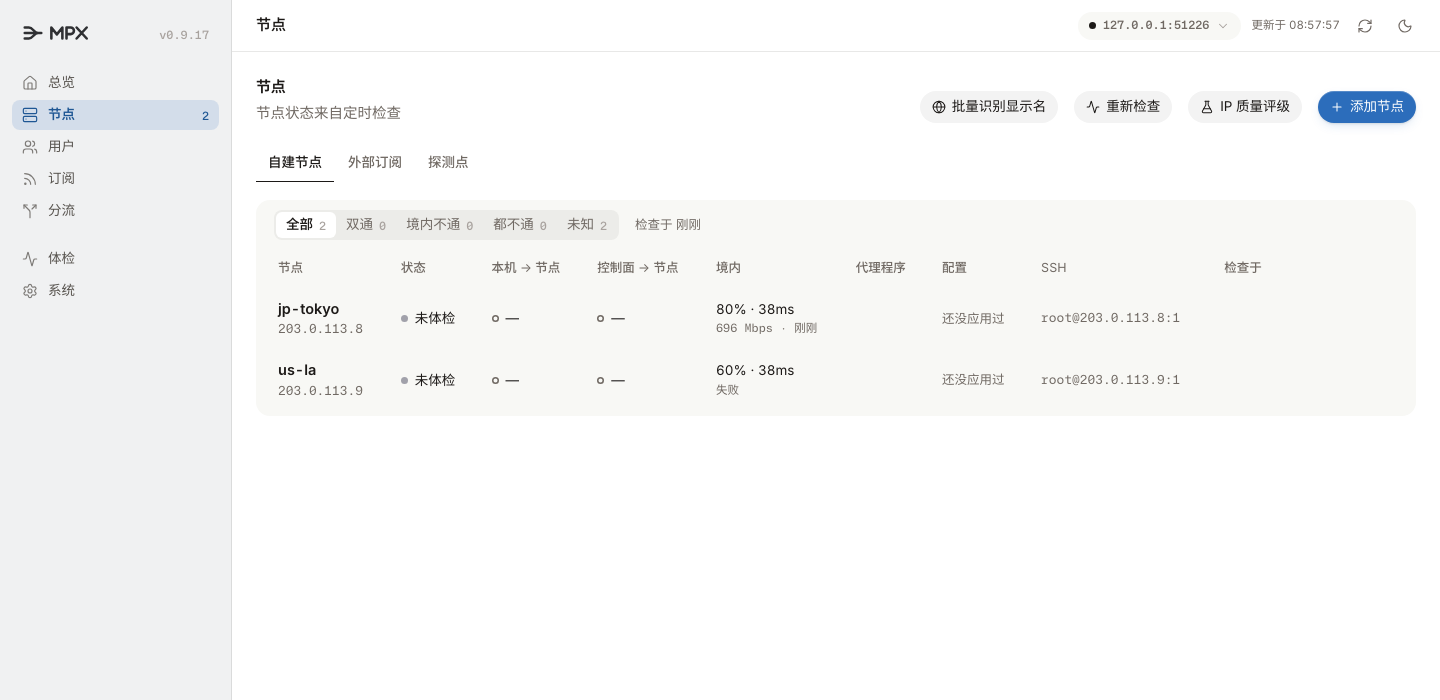 MPX v0.9.17
总览
节点 2
用户
订阅
分流
体检
系统
节点 127.0.0.1:51226 更新于 08:57:57
节点
节点状态来自定时检查
批量识别显示名 重新检查 IP 质量评级 添加节点
自建节点 外部订阅 探测点
全部 2 双通 0 境内不通 0 都不通 0 未知 2 检查于 刚刚
节点 状态 本机 → 节点 控制面 → 节点 境内 代理程序 配置 SSH 检查于
jp-tokyo 未体检 — — 80% · 38ms 还没应用过 root@203.0.113.8:1
203.0.113.8 696 Mbps · 刚刚
us-la 未体检 — — 60% · 38ms 还没应用过 root@203.0.113.9:1
203.0.113.9 失败